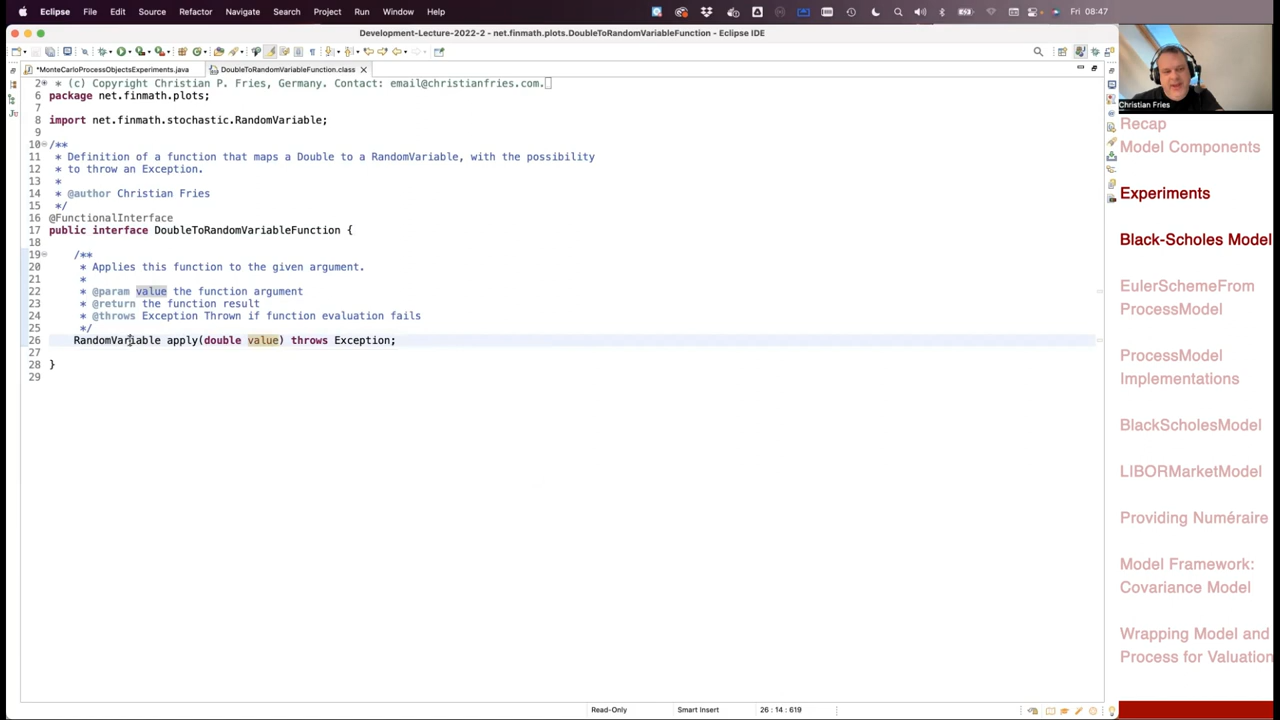 Eclipse File Edit Source Refactor Navigate Search Project Run Window Help Fri 08:47
Development-Lecture-2022-2 - net.finmath.plots.DoubleToRandomVariableFunction - Eclipse IDE
*MonteCarloProcessObjectsExperiments.java DoubleToRandomVariableFunction.class
2 * (c) Copyright Christian P. Fries, Germany. Contact: email@christianfries.com.
6 package net.finmath.plots;
7
8 import net.finmath.stochastic.RandomVariable;
9
10 /**
11 * Definition of a function that maps a Double to a RandomVariable, with the possibility
12 * to throw an Exception.
13 *
14 * @author Christian Fries
15 */
16 @FunctionalInterface
17 public interface DoubleToRandomVariableFunction {
18
19 /**
20 * Applies this function to the given argument.
21 *
22 * @param value the function argument
23 * @return the function result
24 * @throws Exception Thrown if function evaluation fails
25 */
26 RandomVariable apply(double value) throws Exception;
27
28 }
29
Read-Only Smart Insert 26 : 14 : 619
Christian Fries
Recap
Model Components
Experiments
Black-Scholes Model
EulerSchemeFrom
ProcessModel
ProcessModel
Implementations
BlackScholesModel
LIBORMarketModel
Providing Numéraire
Model Framework:
Covariance Model
Wrapping Model and
Process for Valuation